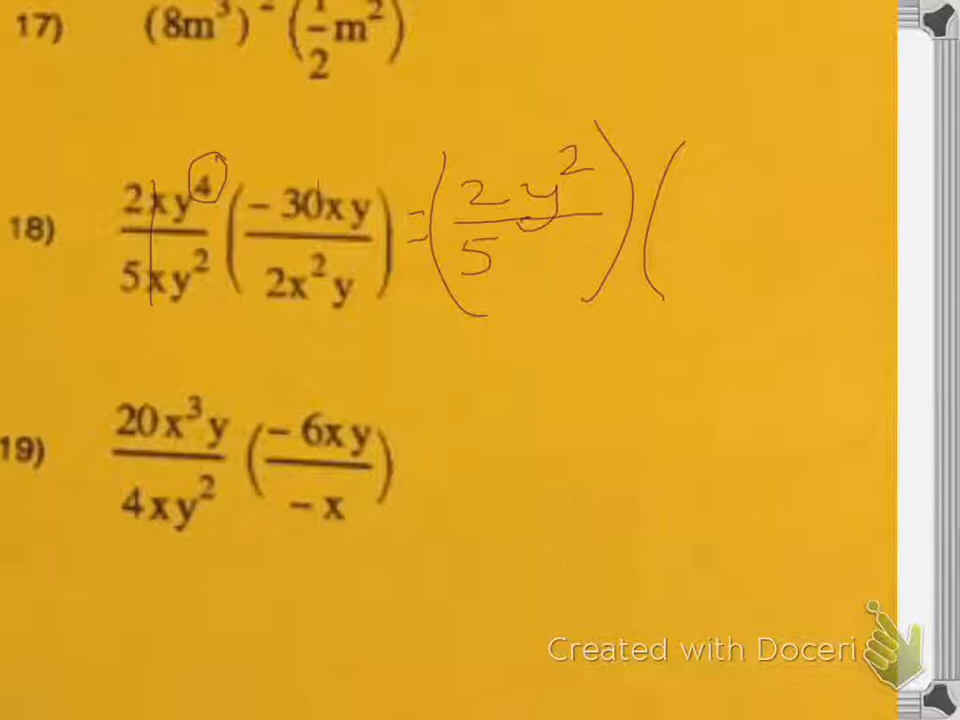 17) (8m³)⁻² (1/2 m²)
18) 2xy⁴/5xy² (- 30xy/2x²y) = (2y²/5) (
19) 20x³y/4xy² (- 6xy/- x)
Created with Doceri